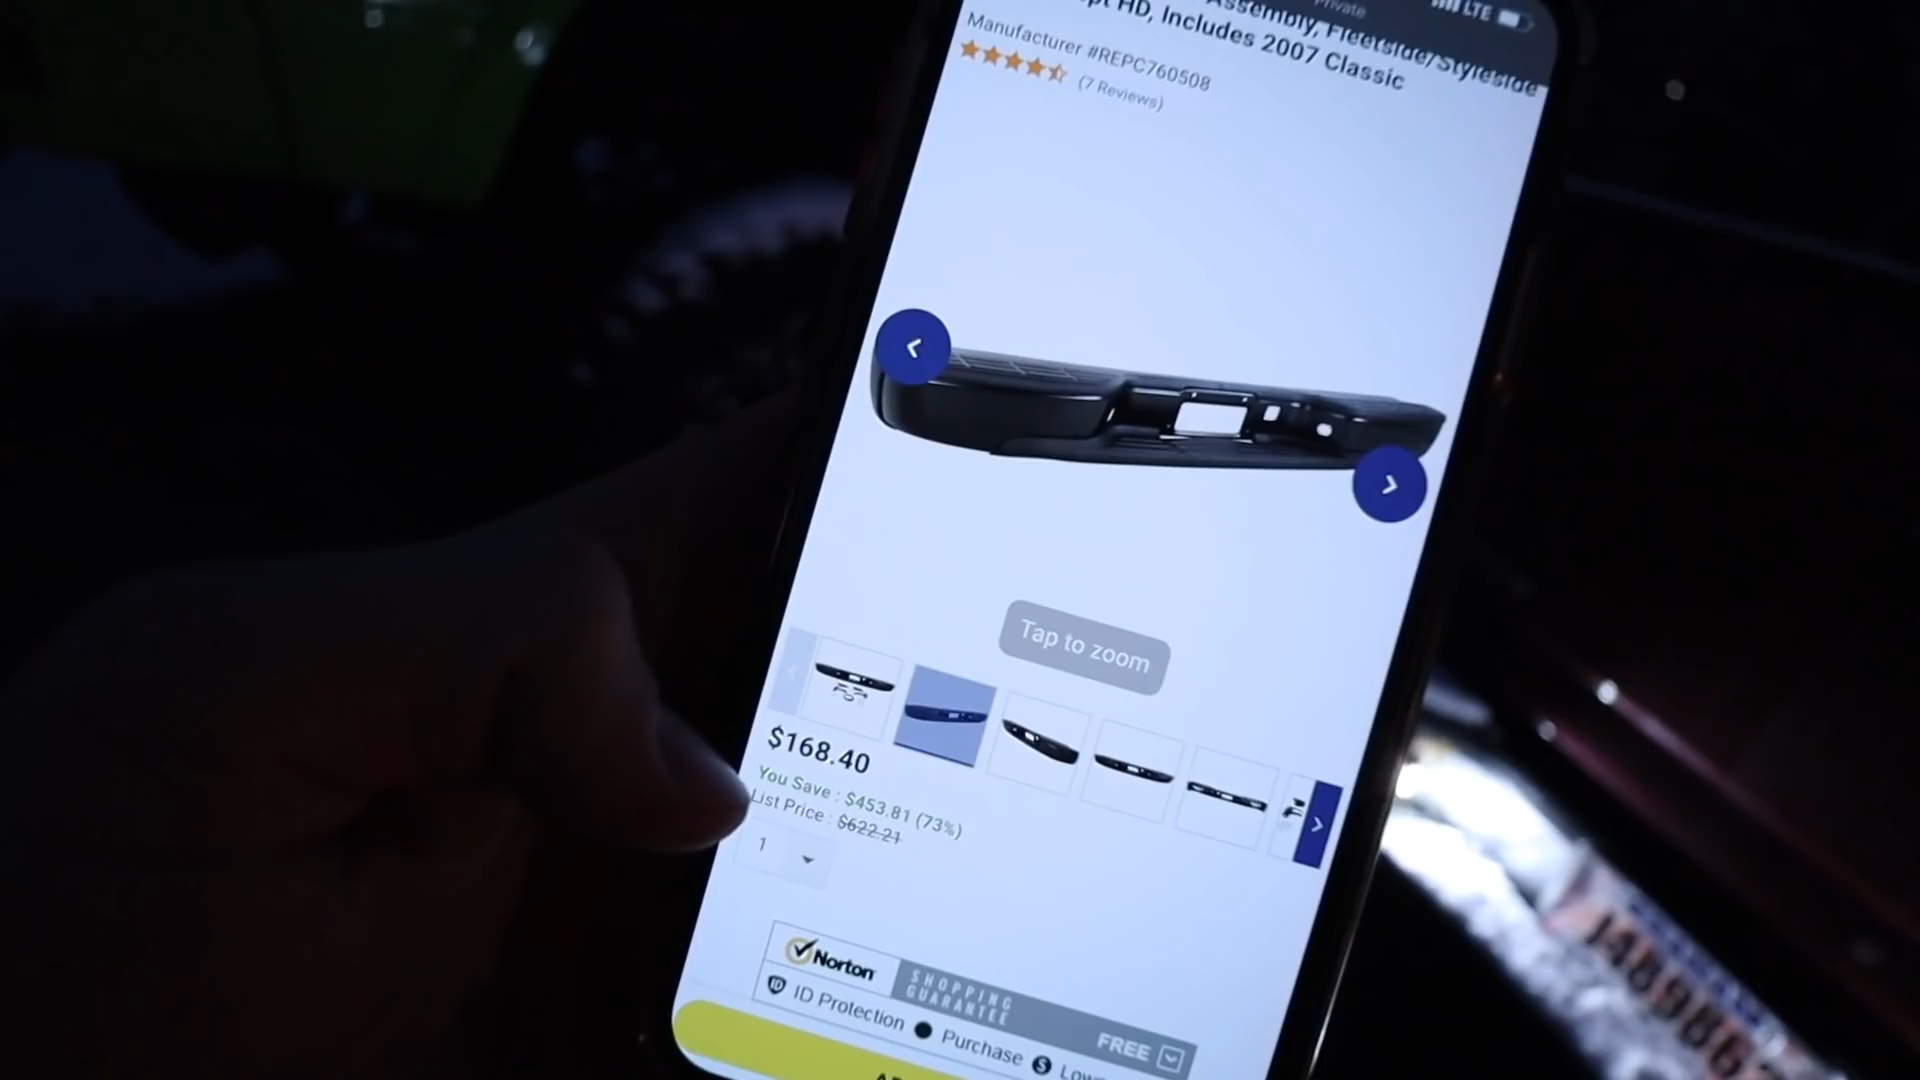 Private
LTE
Assembly, Fleetside/Styleside
HD, Includes 2007 Classic
Manufacturer #REPC760508
(7 Reviews)
Tap to zoom
$168.40
You Save : $453.81 (73%)
List Price : $622.21
1
Norton
SHOPPING
GUARANTEE
FREE
ID
ID Protection
Purchase
$